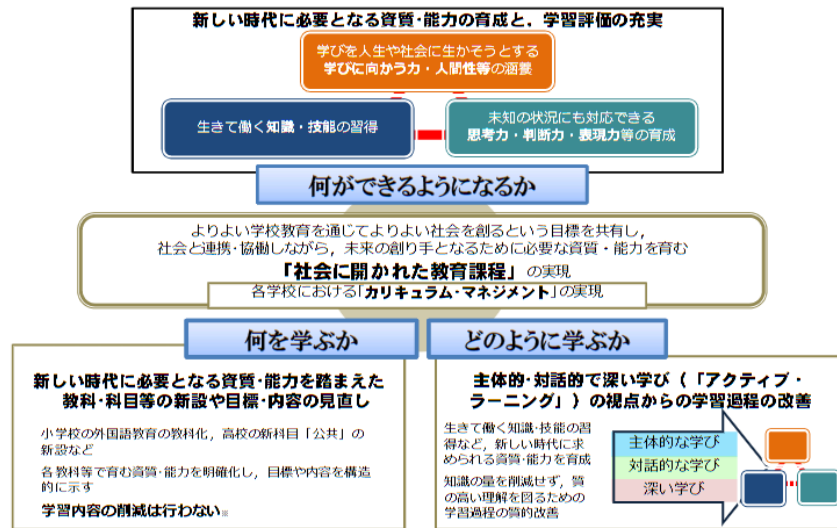 新しい時代に必要となる資質･能力の育成と，学習評価の充実
学びを人生や社会に生かそうとする
学びに向かう力・人間性等の涵養
生きて働く知識・技能の習得
未知の状況にも対応できる
思考力・判断力・表現力等の育成
何ができるようになるか
よりよい学校教育を通じてよりよい社会を創るという目標を共有し，
社会と連携･協働しながら，未来の創り手となるために必要な資質・能力を育む
「社会に開かれた教育課程」の実現
各学校における「カリキュラム･マネジメント」の実現
何を学ぶか
新しい時代に必要となる資質･能力を踏まえた
教科･科目等の新設や目標･内容の見直し
小学校の外国語教育の教科化，高校の新科目「公共」の
新設など
各教科等で育む資質･能力を明確化し，目標や内容を構造
的に示す
学習内容の削減は行わない※
どのように学ぶか
主体的･対話的で深い学び（「アクティブ・
ラーニング」）の視点からの学習過程の改善
生きて働く知識･技能の習
得など，新しい時代に求
められる資質･能力を育成
知識の量を削減せず，質
の高い理解を図るための
学習過程の質的改善
主体的な学び
対話的な学び
深い学び